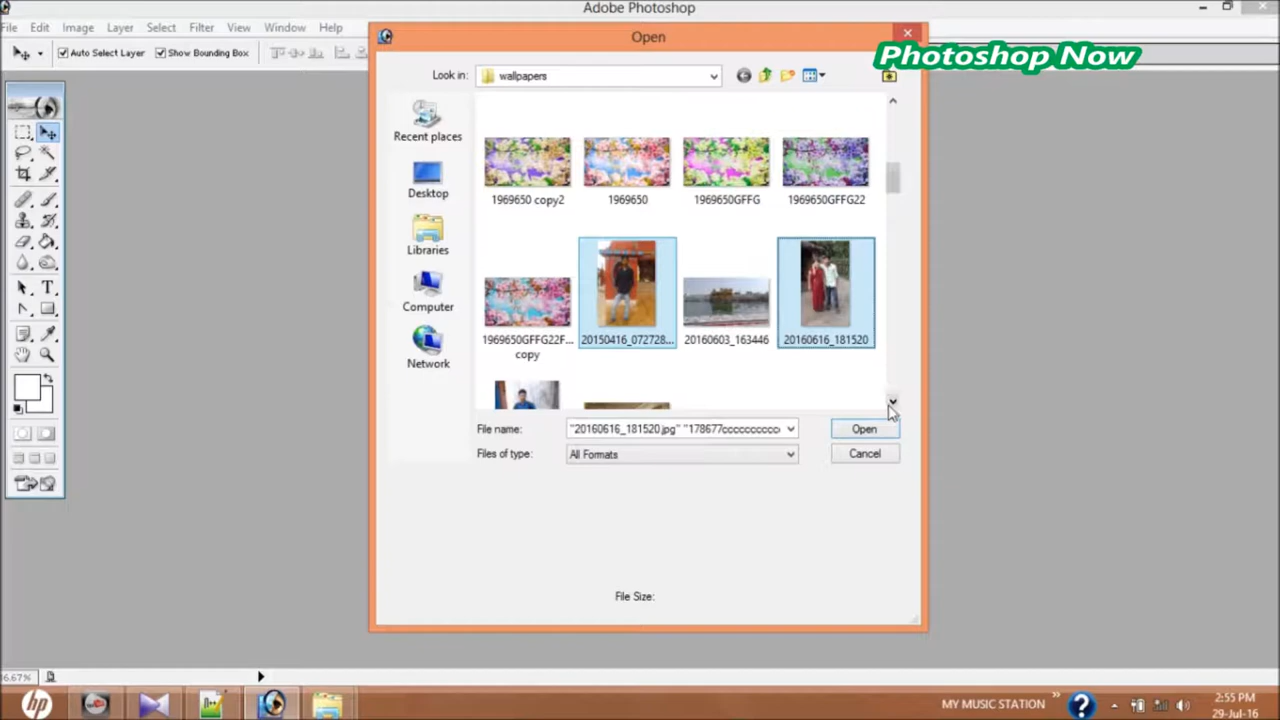 Adobe Photoshop
File Edit Image Layer Select Filter View Window Help
Open
Auto Select Layer Show Bounding Box
Photoshop Now
Look in: wallpapers
Recent places
Desktop
Libraries
Computer
Network
1969650 copy2 1969650 1969650GFFG 1969650GFFG22
1969650GFFG22F... copy 20150416_072728... 20160603_163446 20160616_181520
File name: "20160616_181520.jpg" "178677cccccccccc Open
Files of type: All Formats Cancel
File Size:
6.67%
hp MY MUSIC STATION 2:55 PM
29-Jul-16